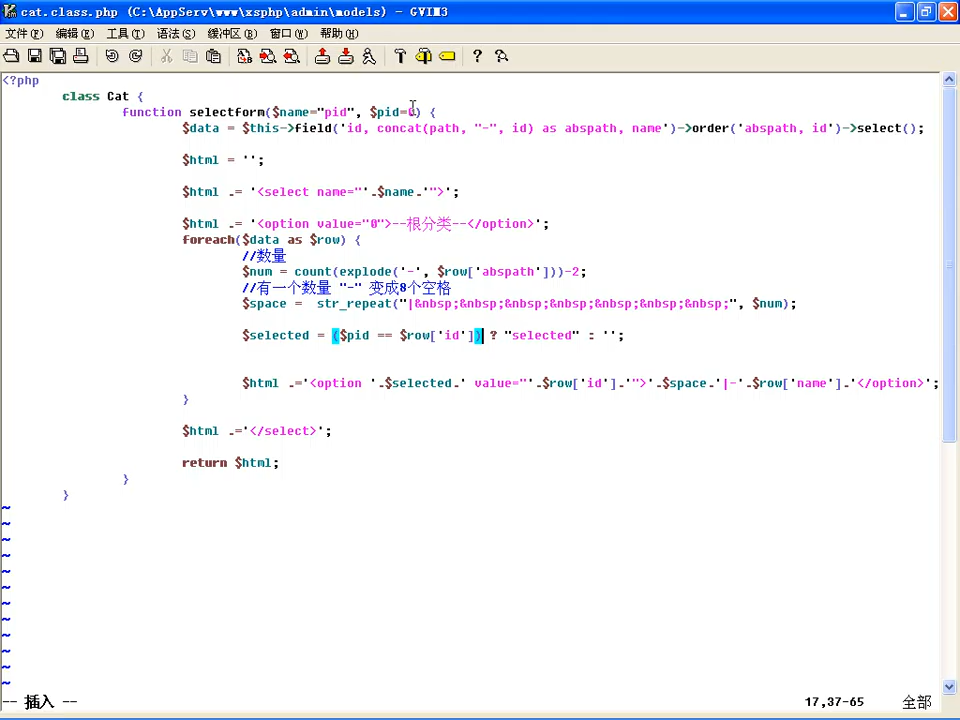 cat.class.php (C:\AppServ\www\xsphp\admin\models) - GVIM3
文件(F) 编辑(E) 工具(T) 语法(S) 缓冲区(B) 窗口(W) 帮助(H)
<?php
class Cat {
function selectform($name="pid", $pid=0) {
$data = $this->field('id, concat(path, "-", id) as abspath, name')->order('abspath, id')->select();
$html = '';
$html .= '<select name="'.$name.'">';
$html .= '<option value="0">--根分类--</option>';
foreach($data as $row) {
//数量
$num = count(explode('-', $row['abspath']))-2;
//有一个数量 "-" 变成8个空格
$space =  str_repeat("|&nbsp;&nbsp;&nbsp;&nbsp;&nbsp;&nbsp;&nbsp;", $num);
$selected = ($pid == $row['id']) ? "selected" : '';
$html .='<option '.$selected.' value="'.$row['id'].'">'.$space.'|-'.$row['name'].'</option>';
}
$html .='</select>';
return $html;
}
}
~
~
~
~
~
~
~
~
~
~
~
~
-- 插入 -- 17,37-65 全部